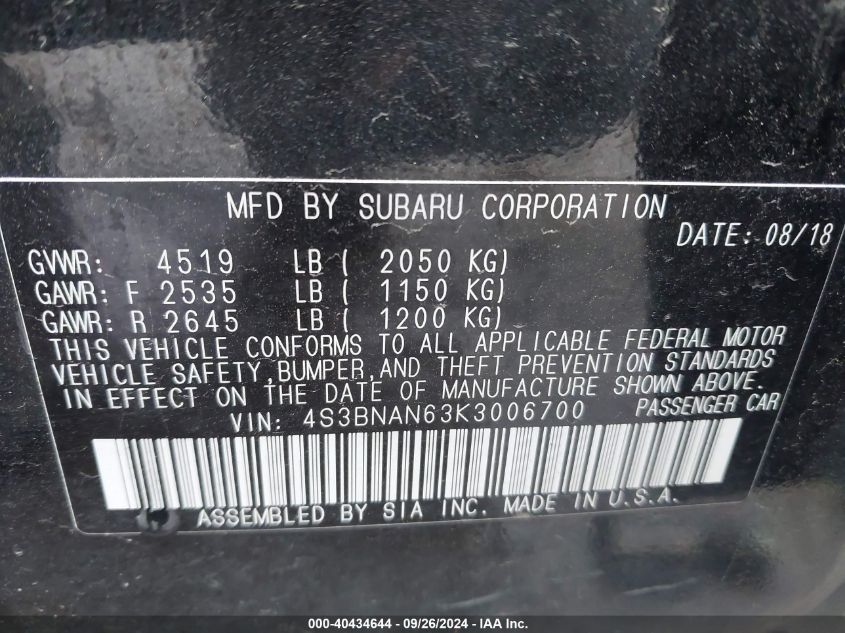 MFD BY SUBARU CORPORATION
DATE: 08/18
GVWR: 4519 LB ( 2050 KG)
GAWR: F 2535 LB ( 1150 KG)
GAWR: R 2645 LB ( 1200 KG)
THIS VEHICLE CONFORMS TO ALL APPLICABLE FEDERAL MOTOR
VEHICLE SAFETY, BUMPER, AND THEFT PREVENTION STANDARDS
IN EFFECT ON THE DATE OF MANUFACTURE SHOWN ABOVE.
VIN: 4S3BNAN63K3006700 PASSENGER CAR
ASSEMBLED BY SIA INC. MADE IN U.S.A.
000-40434644 - 09/26/2024 - IAA Inc.